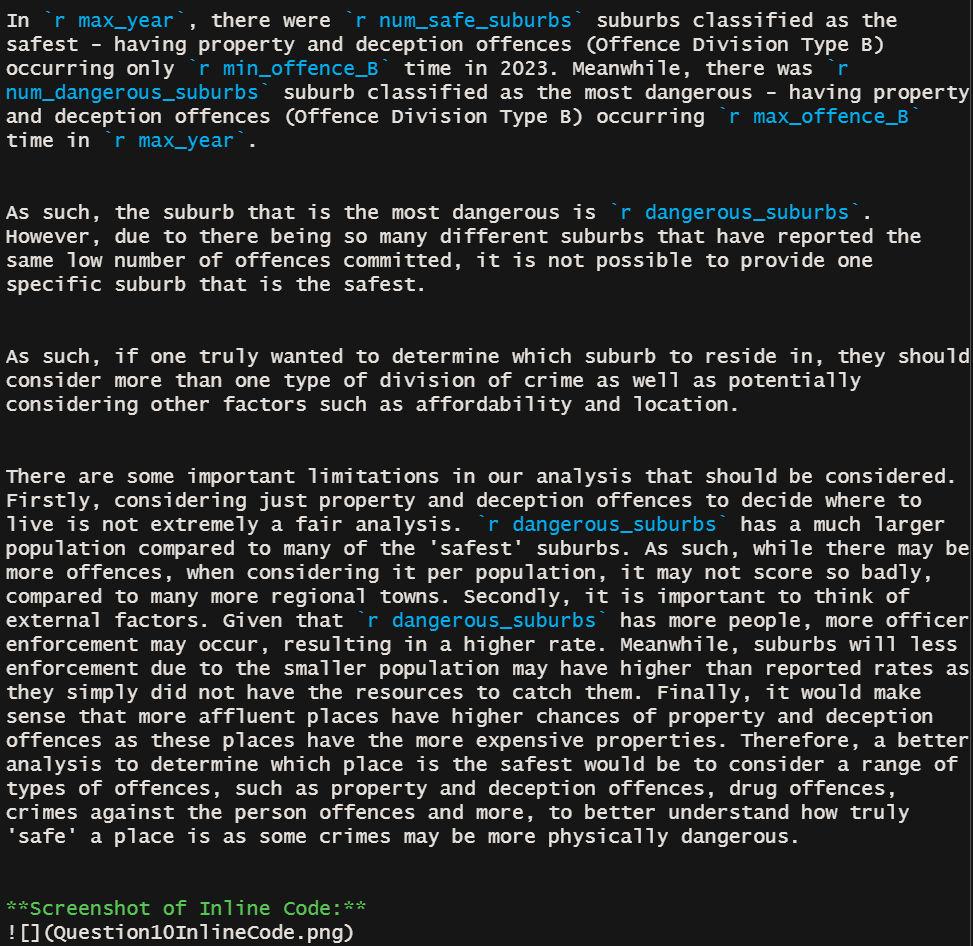 In `r max_year`, there were `r num_safe_suburbs` suburbs classified as the
safest - having property and deception offences (Offence Division Type B)
occurring only `r min_offence_B` time in 2023. Meanwhile, there was `r
num_dangerous_suburbs` suburb classified as the most dangerous - having property
and deception offences (Offence Division Type B) occurring `r max_offence_B`
time in `r max_year`.
As such, the suburb that is the most dangerous is `r dangerous_suburbs`.
However, due to there being so many different suburbs that have reported the
same low number of offences committed, it is not possible to provide one
specific suburb that is the safest.
As such, if one truly wanted to determine which suburb to reside in, they should
consider more than one type of division of crime as well as potentially
considering other factors such as affordability and location.
There are some important limitations in our analysis that should be considered.
Firstly, considering just property and deception offences to decide where to
live is not extremely a fair analysis. `r dangerous_suburbs` has a much larger
population compared to many of the 'safest' suburbs. As such, while there may be
more offences, when considering it per population, it may not score so badly,
compared to many more regional towns. Secondly, it is important to think of
external factors. Given that `r dangerous_suburbs` has more people, more officer
enforcement may occur, resulting in a higher rate. Meanwhile, suburbs will less
enforcement due to the smaller population may have higher than reported rates as
they simply did not have the resources to catch them. Finally, it would make
sense that more affluent places have higher chances of property and deception
offences as these places have the more expensive properties. Therefore, a better
analysis to determine which place is the safest would be to consider a range of
types of offences, such as property and deception offences, drug offences,
crimes against the person offences and more, to better understand how truly
'safe' a place is as some crimes may be more physically dangerous.
**Screenshot of Inline Code:**
![](Question10InlineCode.png)